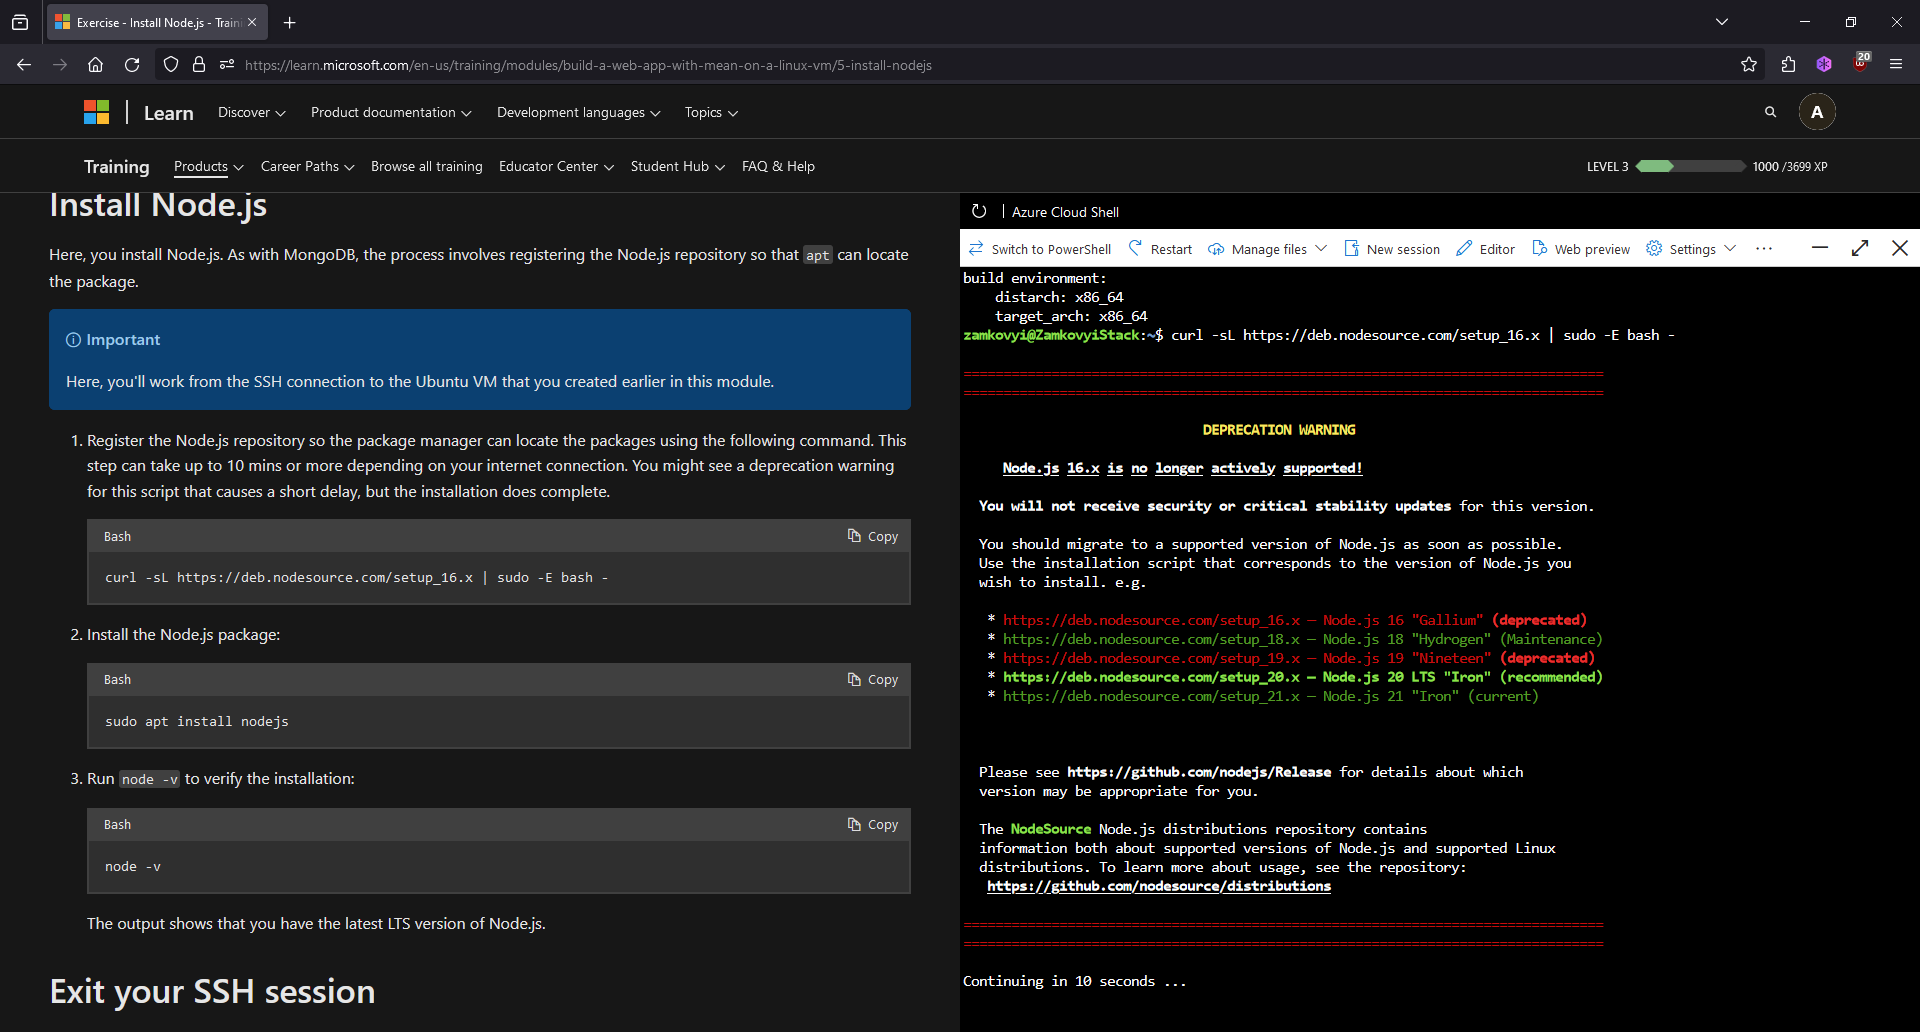 Exercise - Install Node.js - Traini
https://learn.microsoft.com/en-us/training/modules/build-a-web-app-with-mean-on-a-linux-vm/5-install-nodejs
20
Learn
Discover
Product documentation
Development languages
Topics
A
Training
Products
Career Paths
Browse all training
Educator Center
Student Hub
FAQ & Help
LEVEL 3
1000 /3699 XP
Install Node.js
Here, you install Node.js. As with MongoDB, the process involves registering the Node.js repository so that apt can locate
the package.
Important
Here, you'll work from the SSH connection to the Ubuntu VM that you created earlier in this module.
1. Register the Node.js repository so the package manager can locate the packages using the following command. This
step can take up to 10 mins or more depending on your internet connection. You might see a deprecation warning
for this script that causes a short delay, but the installation does complete.
Bash
Copy
curl -sL https://deb.nodesource.com/setup_16.x | sudo -E bash -
2. Install the Node.js package:
Bash
Copy
sudo apt install nodejs
3. Run node -v to verify the installation:
Bash
Copy
node -v
The output shows that you have the latest LTS version of Node.js.
Exit your SSH session
Azure Cloud Shell
Switch to PowerShell
Restart
Manage files
New session
Editor
Web preview
Settings
build environment:
distarch: x86_64
target_arch: x86_64
zamkovyi@ZamkovyiStack:~$ curl -sL https://deb.nodesource.com/setup_16.x | sudo -E bash -
================================================================================
================================================================================
DEPRECATION WARNING
Node.js 16.x is no longer actively supported!
You will not receive security or critical stability updates for this version.
You should migrate to a supported version of Node.js as soon as possible.
Use the installation script that corresponds to the version of Node.js you
wish to install. e.g.
* https://deb.nodesource.com/setup_16.x — Node.js 16 "Gallium" (deprecated)
* https://deb.nodesource.com/setup_18.x — Node.js 18 "Hydrogen" (Maintenance)
* https://deb.nodesource.com/setup_19.x — Node.js 19 "Nineteen" (deprecated)
* https://deb.nodesource.com/setup_20.x — Node.js 20 LTS "Iron" (recommended)
* https://deb.nodesource.com/setup_21.x — Node.js 21 "Iron" (current)
Please see https://github.com/nodejs/Release for details about which
version may be appropriate for you.
The NodeSource Node.js distributions repository contains
information both about supported versions of Node.js and supported Linux
distributions. To learn more about usage, see the repository:
https://github.com/nodesource/distributions
================================================================================
================================================================================
Continuing in 10 seconds ...